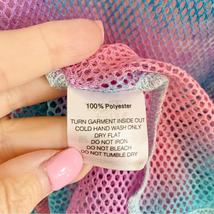 100% Polyester
TURN GARMENT INSIDE OUT
COLD HAND WASH ONLY
DRY FLAT
DO NOT IRON
DO NOT BLEACH
DO NOT TUMBLE DRY